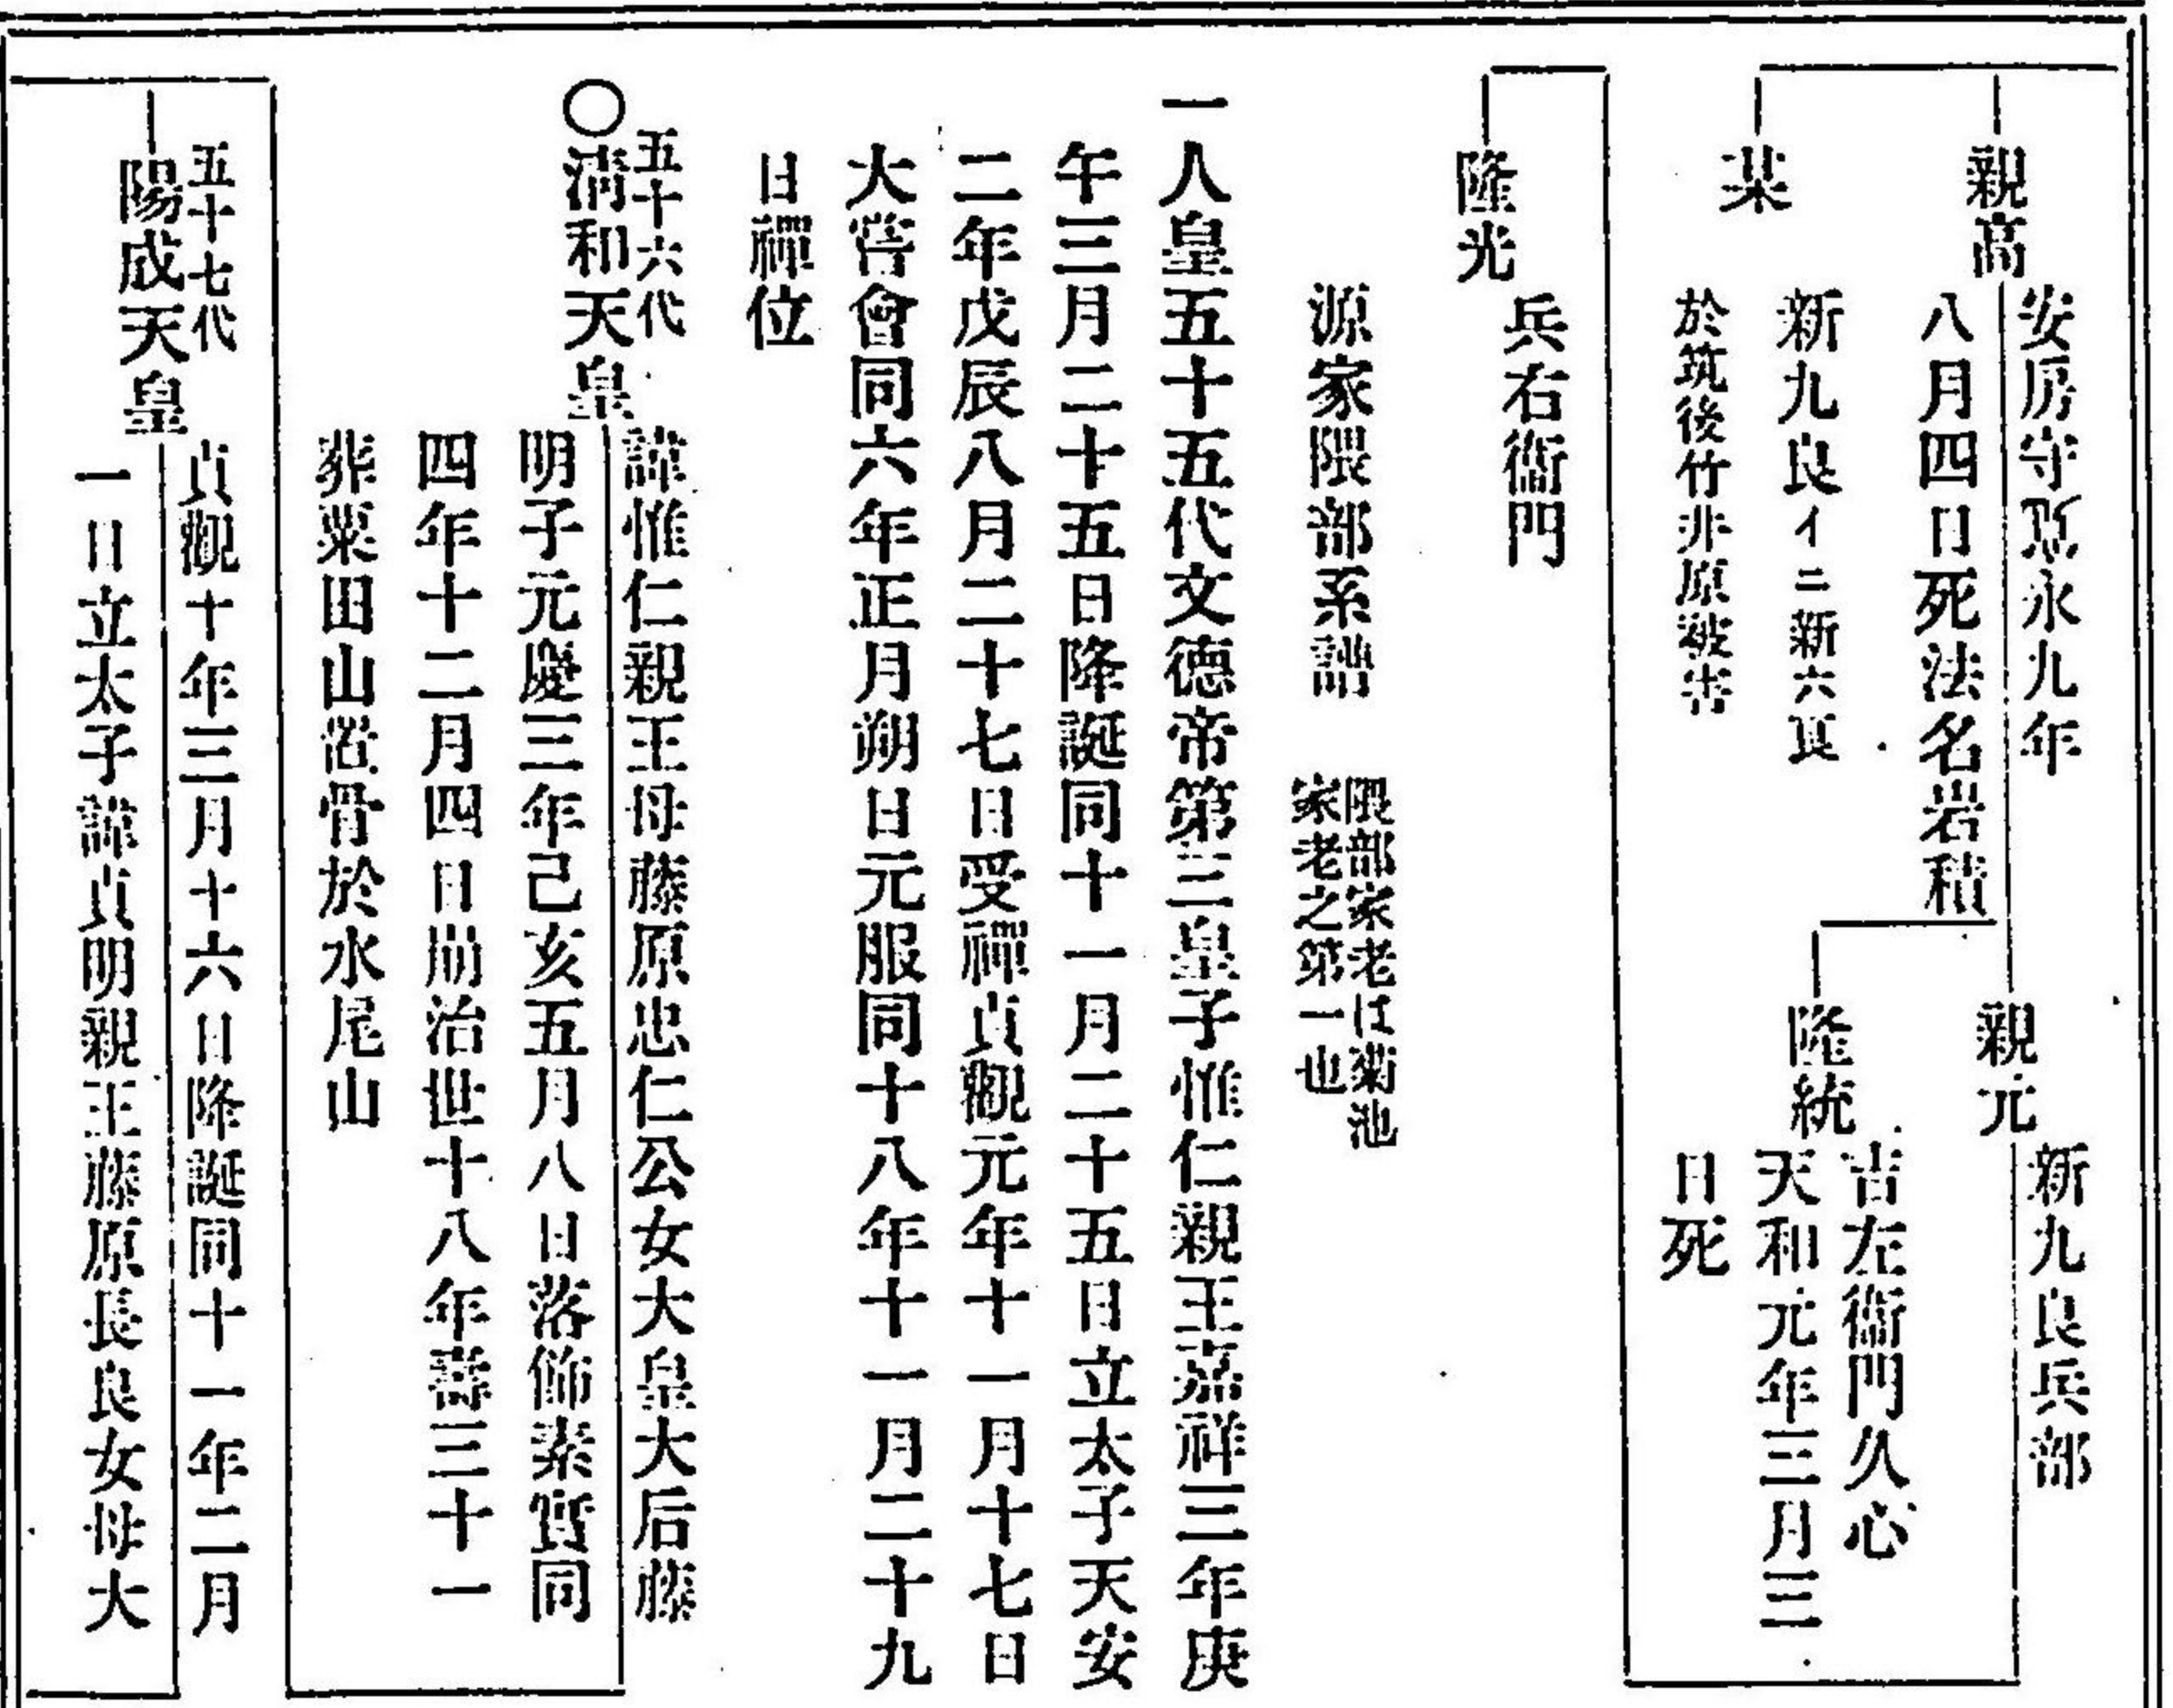 親高
安房守寛永九年
八月四日死法名岩積
親元
新九良兵部
隆統
吉左衞門久心
天和元年三月三
日死
某
新九良イニ新六良
於筑後竹井原被害
隆光
兵右衞門
源家隈部系譜
隈部家老ハ菊池
家老之第一也
一人皇五十五代文德帝第三皇子惟仁親王嘉祥三年庚
午三月二十五日降誕同十一月二十五日立太子天安
二年戊辰八月二十七日受禪貞觀元年十一月十七日
大嘗會同六年正月朔日元服同十八年十一月二十九
日禪位
五十六代
○淸和天皇
諱惟仁親王母藤原忠仁公女大皇大后藤
明子元慶三年己亥五月八日落飾素實同
四年十二月四日崩治世十八年壽三十一
葬粟田山置骨於水尾山
五十七代
陽成天皇
貞觀十年三月十六日降誕同十一年二月
一日立太子諱貞明親王藤原長良女母大